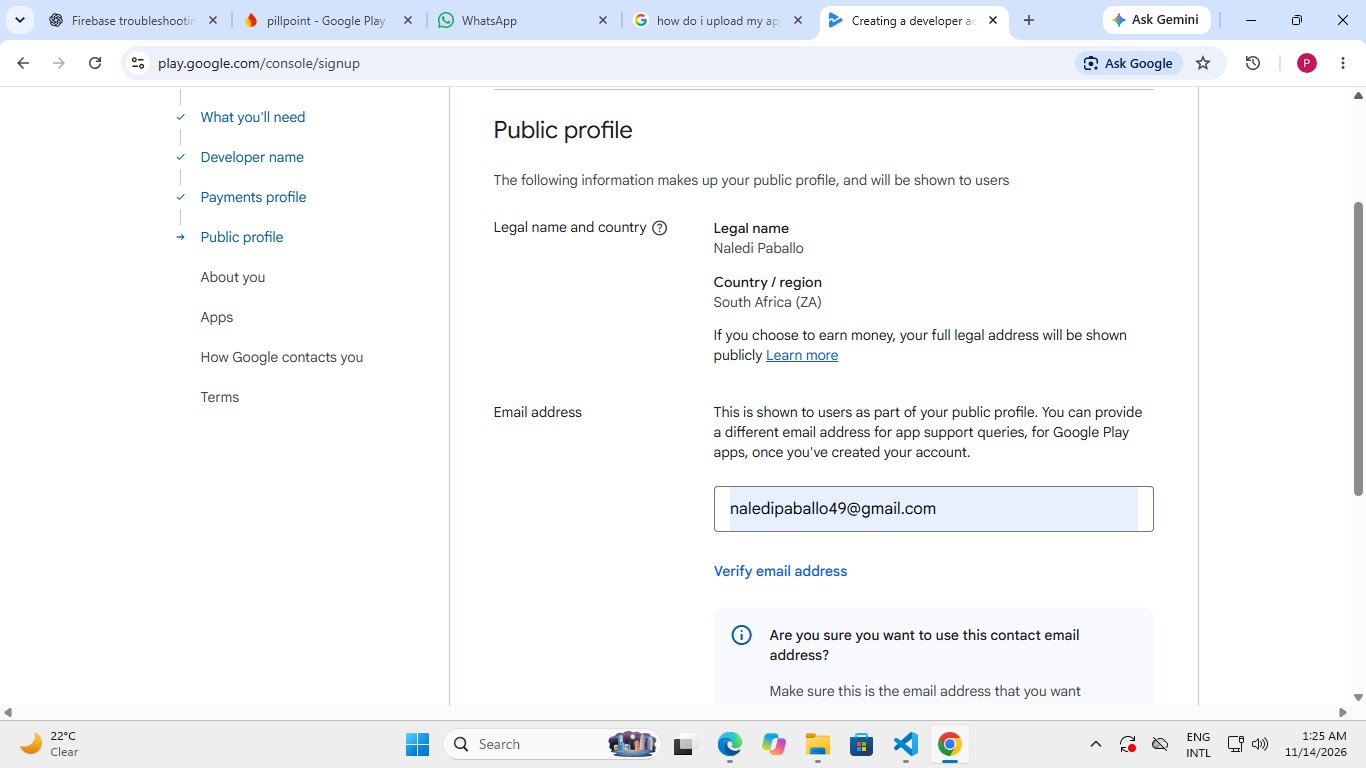 Firebase troubleshootin
pillpoint - Google Play
WhatsApp
how do i upload my ap
Creating a developer a
Ask Gemini
play.google.com/console/signup
Ask Google
P
What you'll need
Developer name
Payments profile
Public profile
About you
Apps
How Google contacts you
Terms
Public profile
The following information makes up your public profile, and will be shown to users
Legal name and country
Legal name
Naledi Paballo
Country / region
South Africa (ZA)
If you choose to earn money, your full legal address will be shown
publicly Learn more
Email address
This is shown to users as part of your public profile. You can provide
a different email address for app support queries, for Google Play
apps, once you've created your account.
naledipaballo49@gmail.com
Verify email address
Are you sure you want to use this contact email
address?
Make sure this is the email address that you want
22°C
Clear
Search
ENG
INTL
1:25 AM
11/14/2026